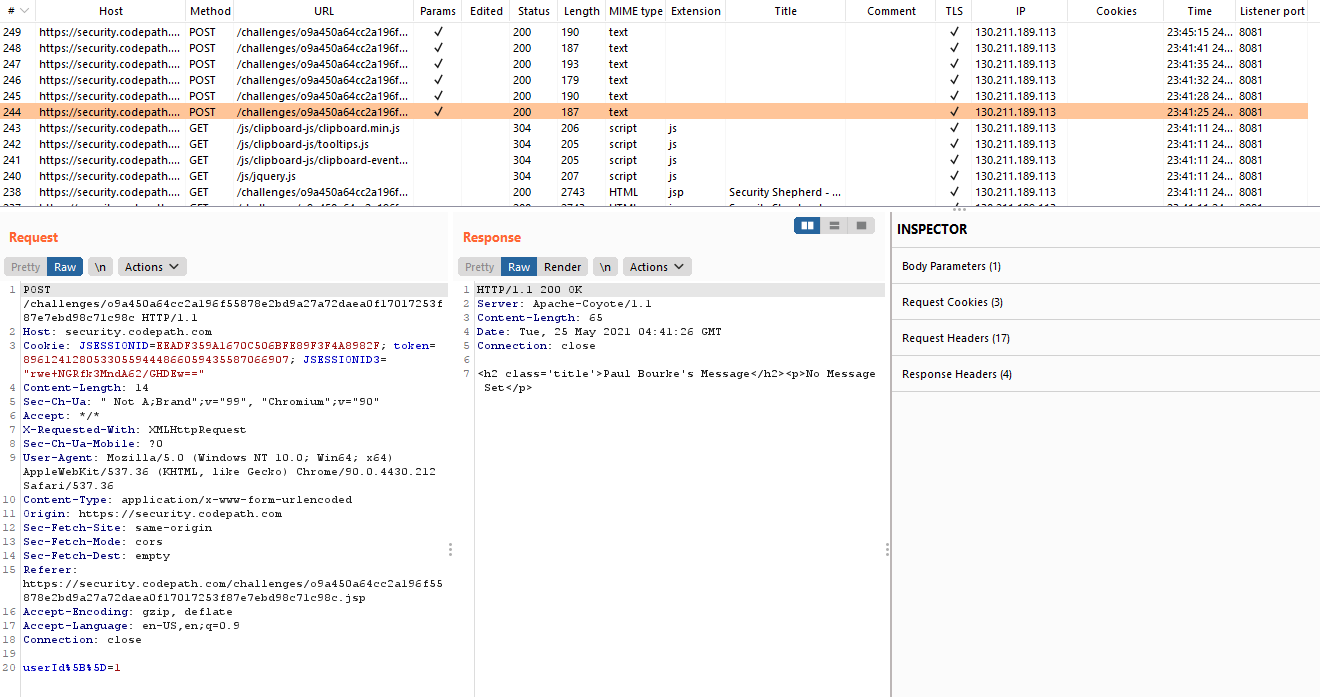 # Host Method URL Params Edited Status Length MIME type Extension Title Comment TLS IP Cookies Time Listener port
249 https://security.codepath.... POST /challenges/o9a450a64cc2a196f... ✓ 200 190 text ✓ 130.211.189.113 23:45:15 24... 8081
248 https://security.codepath.... POST /challenges/o9a450a64cc2a196f... ✓ 200 187 text ✓ 130.211.189.113 23:41:41 24... 8081
247 https://security.codepath.... POST /challenges/o9a450a64cc2a196f... ✓ 200 193 text ✓ 130.211.189.113 23:41:35 24... 8081
246 https://security.codepath.... POST /challenges/o9a450a64cc2a196f... ✓ 200 179 text ✓ 130.211.189.113 23:41:32 24... 8081
245 https://security.codepath.... POST /challenges/o9a450a64cc2a196f... ✓ 200 190 text ✓ 130.211.189.113 23:41:28 24... 8081
244 https://security.codepath.... POST /challenges/o9a450a64cc2a196f... ✓ 200 187 text ✓ 130.211.189.113 23:41:25 24... 8081
243 https://security.codepath.... GET /js/clipboard-js/clipboard.min.js 304 206 script js ✓ 130.211.189.113 23:41:11 24... 8081
242 https://security.codepath.... GET /js/clipboard-js/tooltips.js 304 205 script js ✓ 130.211.189.113 23:41:11 24... 8081
241 https://security.codepath.... GET /js/clipboard-js/clipboard-event... 304 205 script js ✓ 130.211.189.113 23:41:11 24... 8081
240 https://security.codepath.... GET /js/jquery.js 304 207 script js ✓ 130.211.189.113 23:41:11 24... 8081
238 https://security.codepath.... GET /challenges/o9a450a64cc2a196f... 200 2743 HTML jsp Security Shepherd - ... ✓ 130.211.189.113 23:41:11 24... 8081
Request
Pretty Raw \n Actions
1 POST
/challenges/o9a450a64cc2a196f55878e2bd9a27a72daea0f17017253f
87e7ebd98c71c98c HTTP/1.1
2 Host: security.codepath.com
3 Cookie: JSESSIONID=EEADF359A1670C506BFE89F3F4A8982F; token=
89612412805330559444866059435587066907; JSESSIONID3=
"rwe+NGRfk3MndA62/GHDEw=="
4 Content-Length: 14
5 Sec-Ch-Ua: " Not A;Brand";v="99", "Chromium";v="90"
6 Accept: */*
7 X-Requested-With: XMLHttpRequest
8 Sec-Ch-Ua-Mobile: ?0
9 User-Agent: Mozilla/5.0 (Windows NT 10.0; Win64; x64)
AppleWebKit/537.36 (KHTML, like Gecko) Chrome/90.0.4430.212
Safari/537.36
10 Content-Type: application/x-www-form-urlencoded
11 Origin: https://security.codepath.com
12 Sec-Fetch-Site: same-origin
13 Sec-Fetch-Mode: cors
14 Sec-Fetch-Dest: empty
15 Referer:
https://security.codepath.com/challenges/o9a450a64cc2a196f55
878e2bd9a27a72daea0f17017253f87e7ebd98c71c98c.jsp
16 Accept-Encoding: gzip, deflate
17 Accept-Language: en-US,en;q=0.9
18 Connection: close
19
20 userId%5B%5D=1
Response
Pretty Raw Render \n Actions
1 HTTP/1.1 200 OK
2 Server: Apache-Coyote/1.1
3 Content-Length: 65
4 Date: Tue, 25 May 2021 04:41:26 GMT
5 Connection: close
6
7 <h2 class='title'>Paul Bourke's Message</h2><p>No Message
Set</p>
INSPECTOR
Body Parameters (1)
Request Cookies (3)
Request Headers (17)
Response Headers (4)